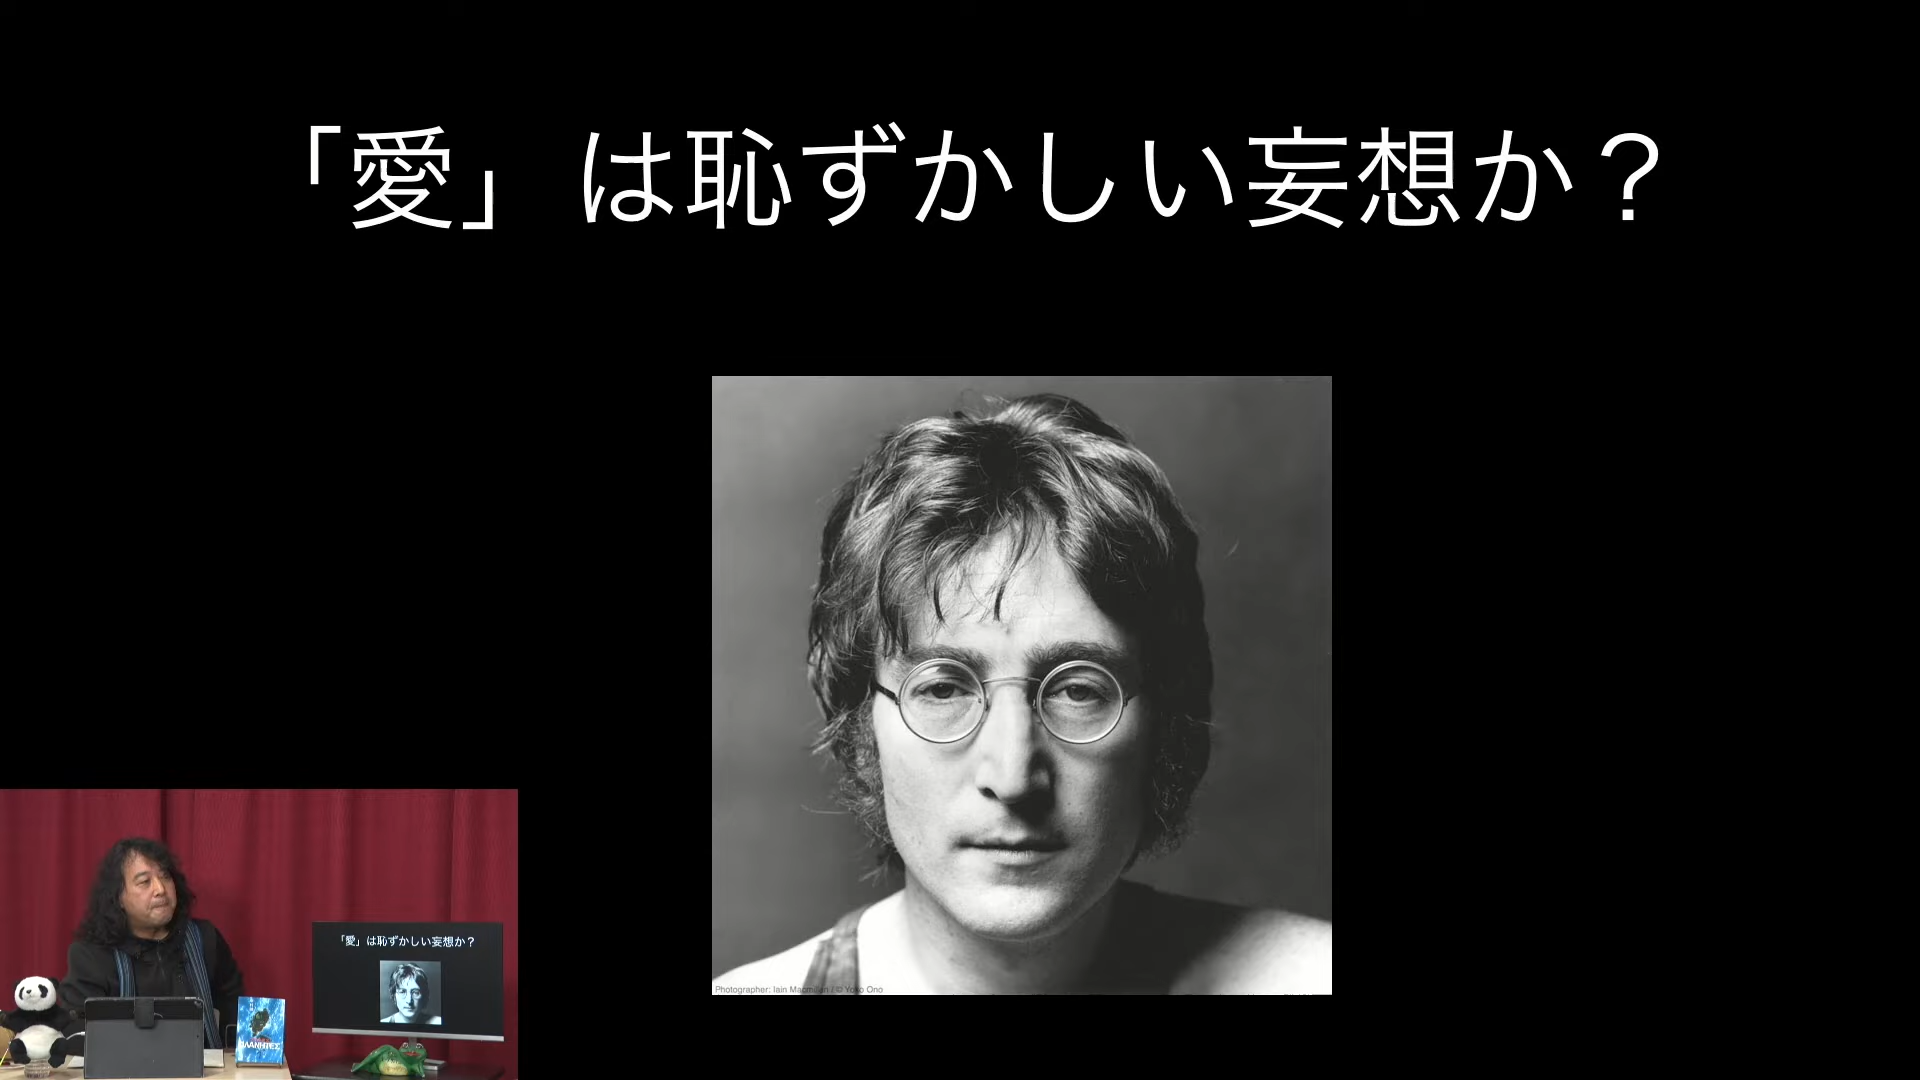 「愛」は恥ずかしい妄想か？
Photographer: Iain Macmillan / © Yoko Ono
「愛」は恥ずかしい妄想か？
ΠΛΑΝΗΤΕΣ